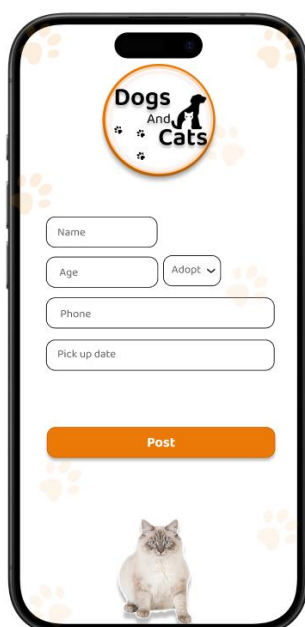 Dogs
And
Cats
Name
Age
Adopt
Phone
Pick up date
Post